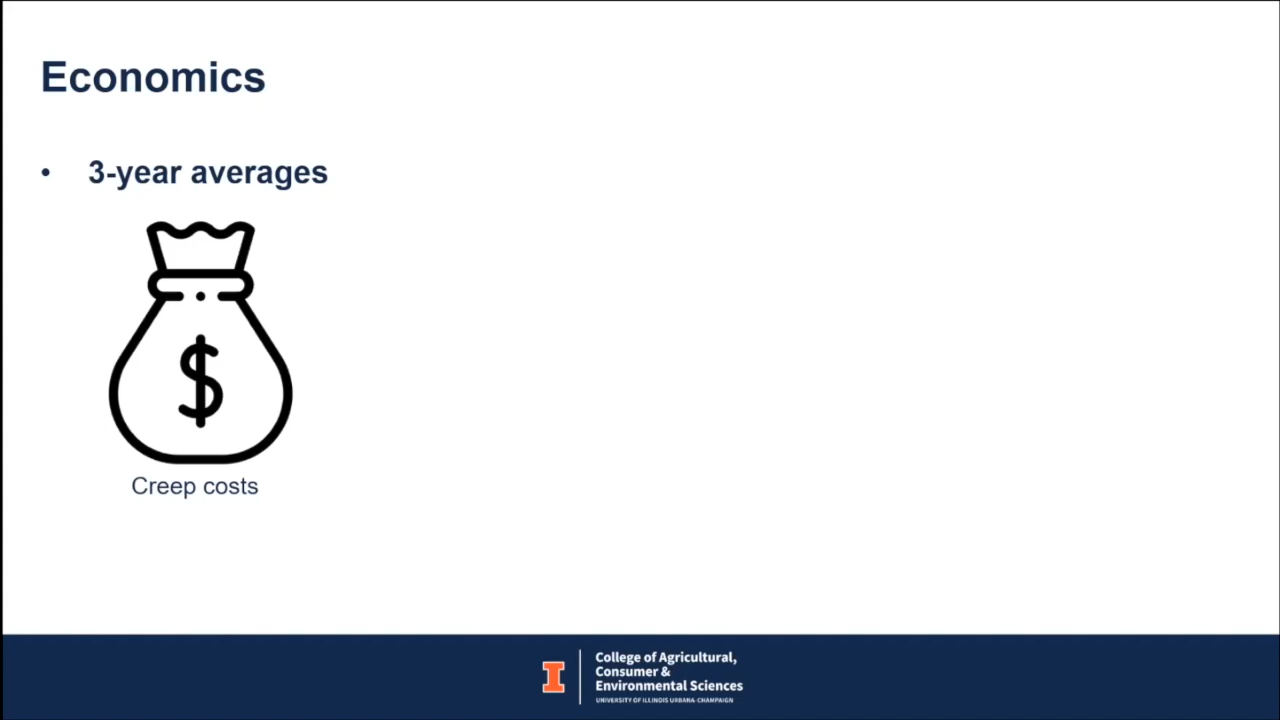 Economics
• 3-year averages
$
Creep costs
I
College of Agricultural,
Consumer &
Environmental Sciences
UNIVERSITY OF ILLINOIS URBANA-CHAMPAIGN